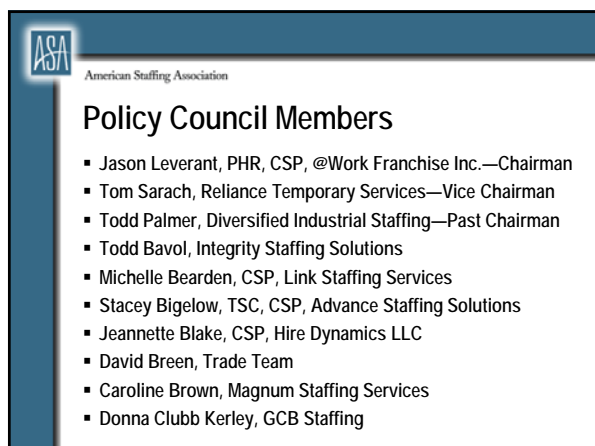 ASA
American Staffing Association
Policy Council Members
▪ Jason Leverant, PHR, CSP, @Work Franchise Inc.—Chairman
▪ Tom Sarach, Reliance Temporary Services—Vice Chairman
▪ Todd Palmer, Diversified Industrial Staffing—Past Chairman
▪ Todd Bavol, Integrity Staffing Solutions
▪ Michelle Bearden, CSP, Link Staffing Services
▪ Stacey Bigelow, TSC, CSP, Advance Staffing Solutions
▪ Jeannette Blake, CSP, Hire Dynamics LLC
▪ David Breen, Trade Team
▪ Caroline Brown, Magnum Staffing Services
▪ Donna Clubb Kerley, GCB Staffing